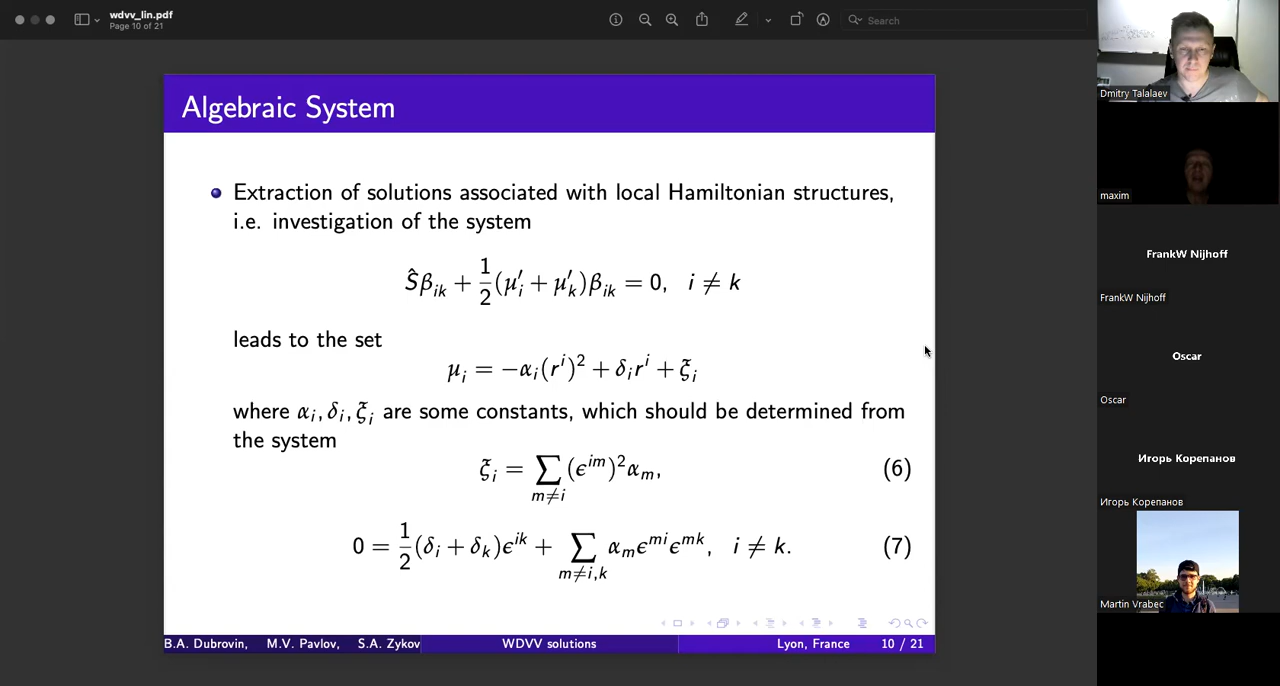 wdvv_lin.pdf
Page 10 of 21
Search
Algebraic System
Extraction of solutions associated with local Hamiltonian structures,
i.e. investigation of the system
Ŝβ_{ik} + 1/2(μ′_i + μ′_k)β_{ik} = 0, i ≠ k
leads to the set
μ_i = −α_i(r^i)^2 + δ_i r^i + ξ_i
where α_i, δ_i, ξ_i are some constants, which should be determined from
the system
ξ_i = ∑_{m≠i} (ϵ^{im})^2 α_m, (6)
0 = 1/2(δ_i + δ_k)ϵ^{ik} + ∑_{m≠i,k} α_m ϵ^{mi} ϵ^{mk}, i ≠ k. (7)
B.A. Dubrovin, M.V. Pavlov, S.A. Zykov WDVV solutions Lyon, France 10 / 21
Dmitry Talalaev
maxim
FrankW Nijhoff
FrankW Nijhoff
Oscar
Oscar
Игорь Корепанов
Игорь Корепанов
Martin Vrabec